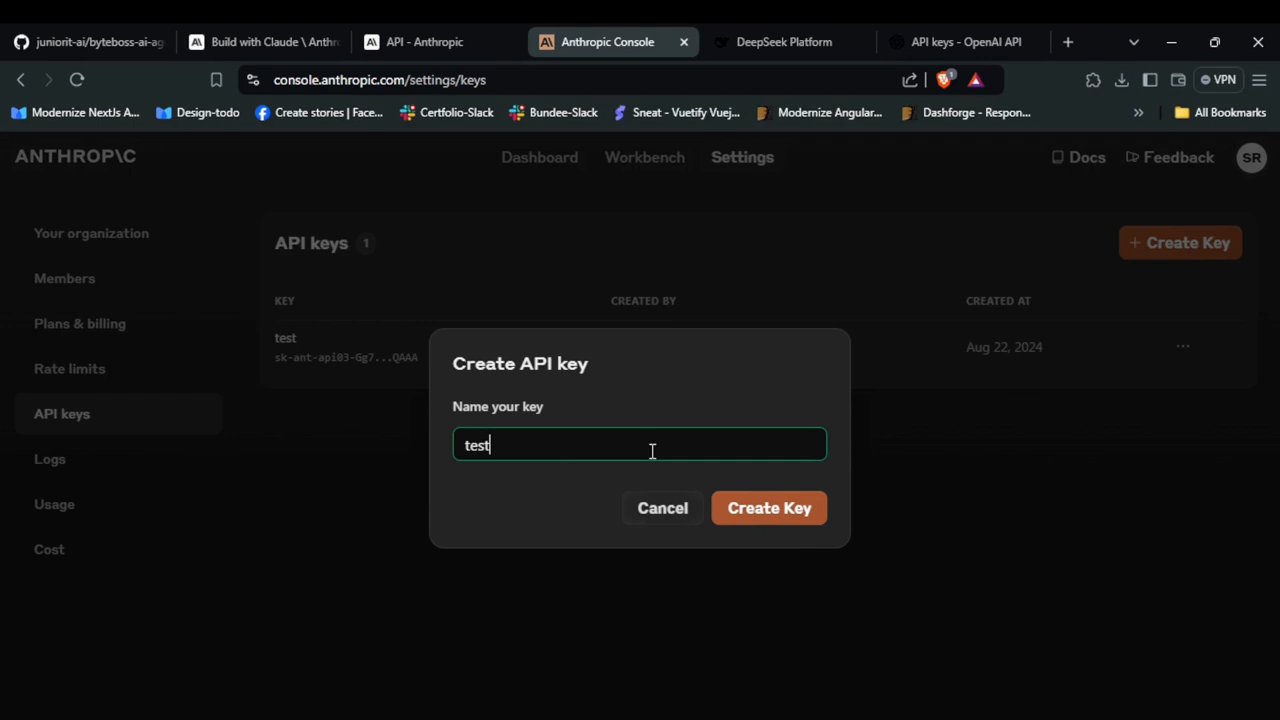 juniorit-ai/byteboss-ai-ag
Build with Claude \ Anthr
API - Anthropic
Anthropic Console
DeepSeek Platform
API keys - OpenAI API
console.anthropic.com/settings/keys
1
VPN
Modernize NextJs A...
Design-todo
Create stories | Face...
Certfolio-Slack
Bundee-Slack
Sneat - Vuetify Vuej...
Modernize Angular...
Dashforge - Respon...
»
All Bookmarks
ANTHROP\C
Dashboard
Workbench
Settings
Docs
Feedback
SR
Your organization
Members
Plans & billing
Rate limits
API keys
Logs
Usage
Cost
API keys 1
+ Create Key
KEY
CREATED BY
CREATED AT
test
sk-ant-api03-Gg7...QAAA
Aug 22, 2024
...
Create API key
Name your key
test
Cancel
Create Key